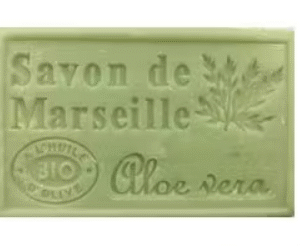 Savon de
Marseille
A L'HUILE
BIO
D'OLIVE
Aloe vera